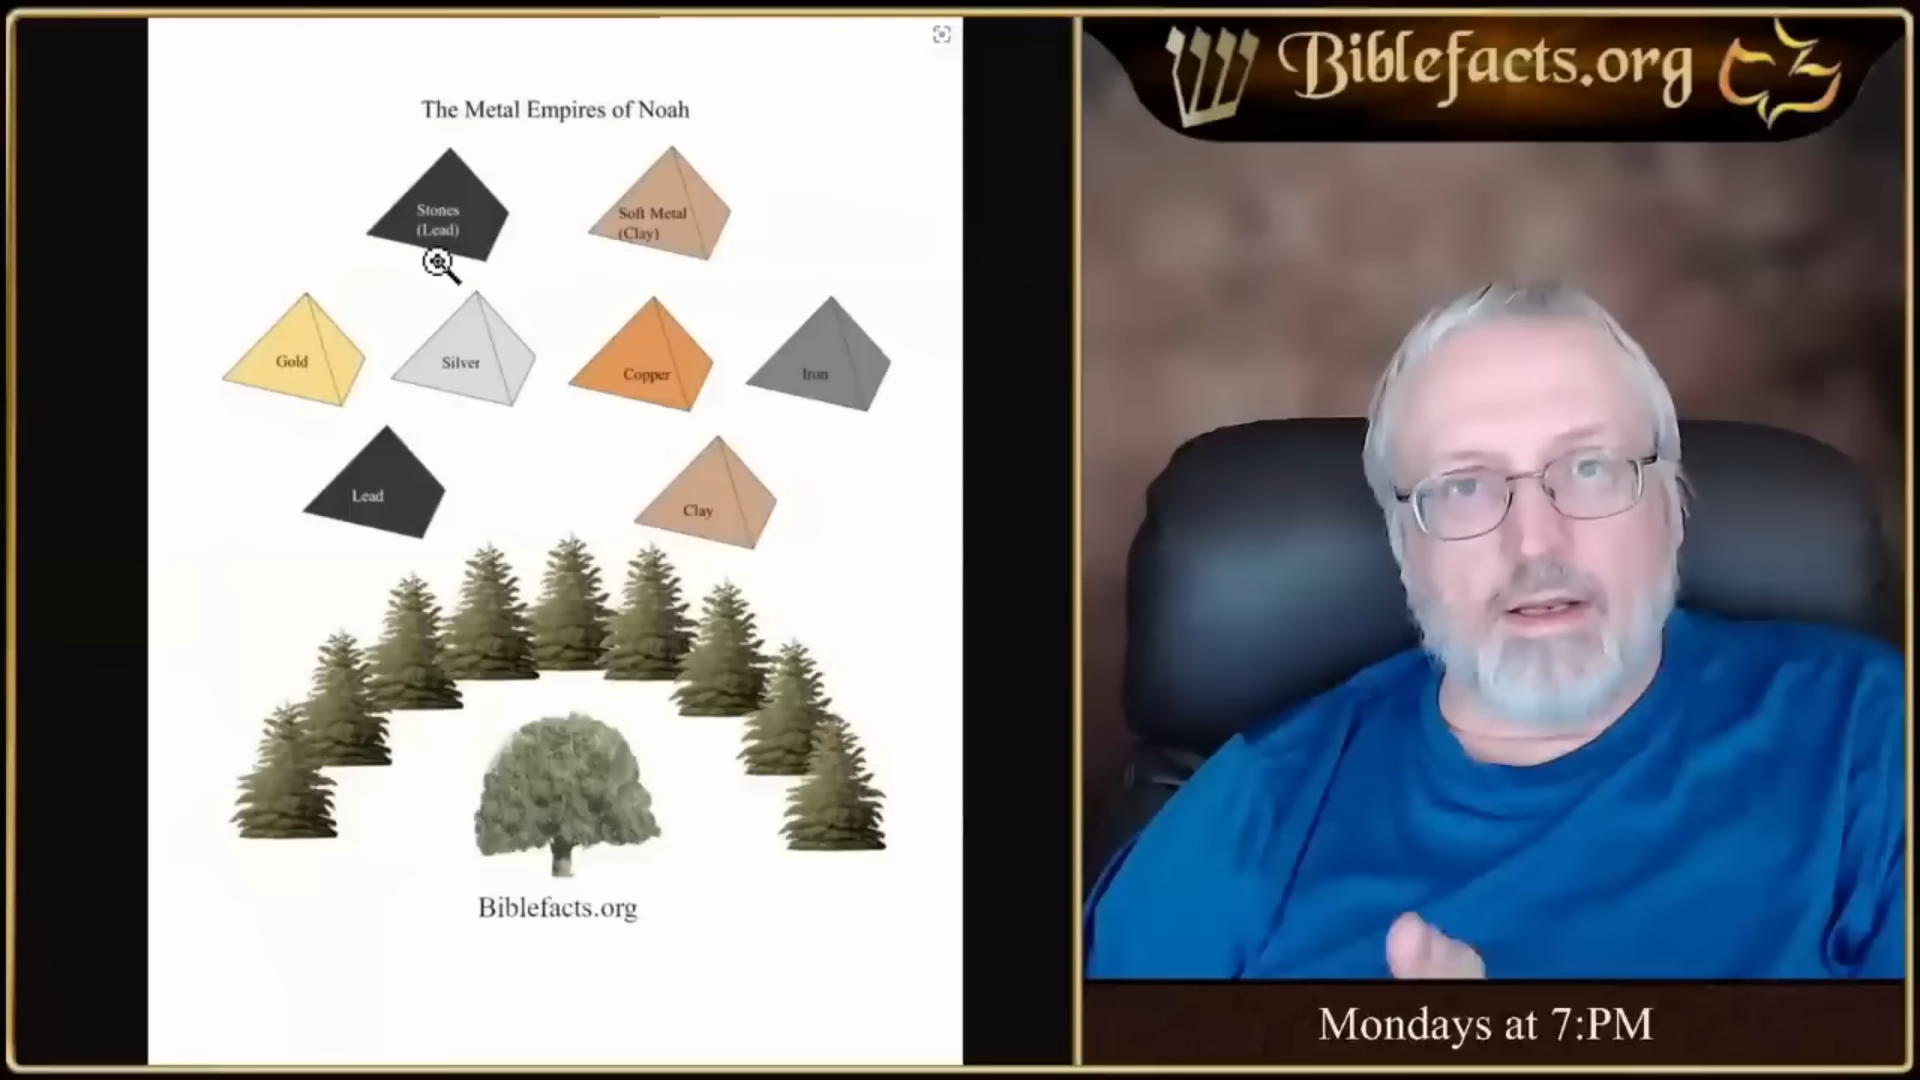 The Metal Empires of Noah
Stones
(Lead)
Soft Metal
(Clay)
Gold
Silver
Copper
Iron
Lead
Clay
Biblefacts.org
ש
Biblefacts.org
Mondays at 7:PM